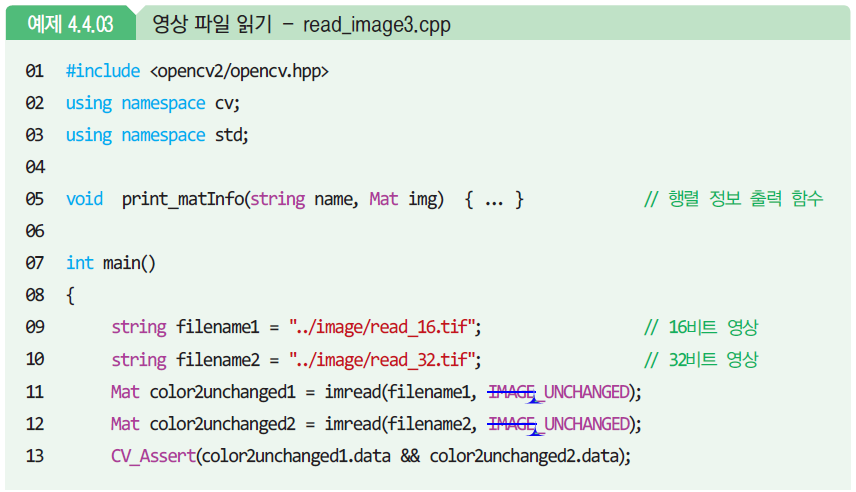 예제 4.4.03 영상 파일 읽기 - read_image3.cpp
01 #include <opencv2/opencv.hpp>
02 using namespace cv;
03 using namespace std;
04
05 void print_matInfo(string name, Mat img) { … } // 행렬 정보 출력 함수
06
07 int main()
08 {
09 string filename1 = "../image/read_16.tif"; // 16비트 영상
10 string filename2 = "../image/read_32.tif"; // 32비트 영상
11 Mat color2unchanged1 = imread(filename1, IMAGE_UNCHANGED);
12 Mat color2unchanged2 = imread(filename2, IMAGE_UNCHANGED);
13 CV_Assert(color2unchanged1.data && color2unchanged2.data);